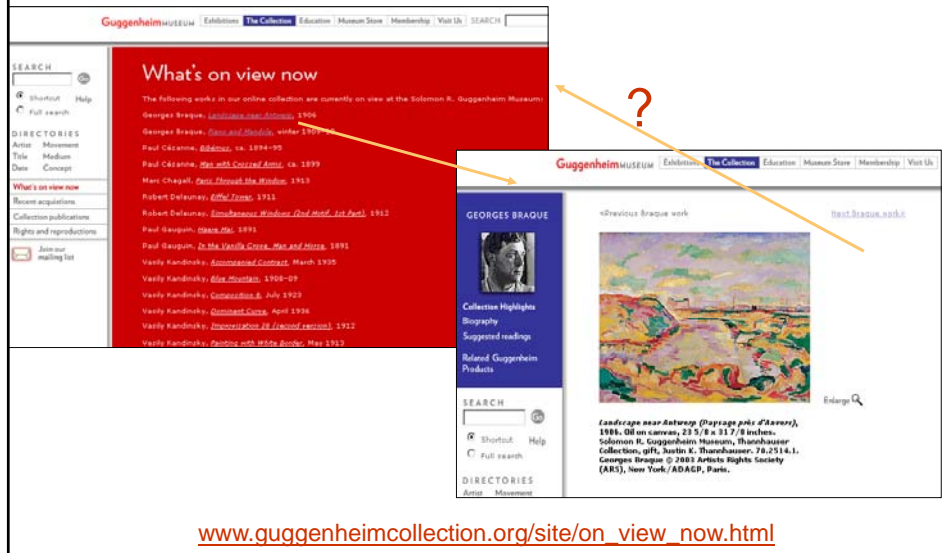 Guggenheim MUSEUM Exhibitions The Collection Education Museum Store Membership Visit Us SEARCH
SEARCH
Go
Shortcut Help
Full search
DIRECTORIES
Artist Movement
Title Medium
Date Concept
What's on view now
Recent acquisitions
Collection publications
Rights and reproductions
Join our
mailing list
What's on view now
The following works in our online collection are currently on view at the Solomon R. Guggenheim Museum:
Georges Braque, Landscape near Antwerp, 1906
Georges Braque, Piano and Mandola, winter 1909–10
Paul Cézanne, Bibémus, ca. 1894–95
Paul Cézanne, Man with Crossed Arms, ca. 1899
Marc Chagall, Paris Through the Window, 1913
Robert Delaunay, Eiffel Tower, 1911
Robert Delaunay, Simultaneous Windows (2nd Motif, 1st Part), 1912
Paul Gauguin, Haere Mai, 1891
Paul Gauguin, In the Vanilla Grove, Man and Horse, 1891
Vasily Kandinsky, Accompanied Contrast, March 1935
Vasily Kandinsky, Blue Mountain, 1908–09
Vasily Kandinsky, Composition 8, July 1923
Vasily Kandinsky, Dominant Curve, April 1936
Vasily Kandinsky, Improvisation 28 (second version), 1912
Vasily Kandinsky, Painting with White Border, May 1913
?
Guggenheim MUSEUM Exhibitions The Collection Education Museum Store Membership Visit Us
GEORGES BRAQUE
Collection Highlights
Biography
Suggested readings
Related Guggenheim
Products
SEARCH
Go
Shortcut Help
Full search
DIRECTORIES
Artist Movement
<Previous Braque work Next Braque work>
Enlarge
Landscape near Antwerp (Paysage près d'Anvers),
1906. Oil on canvas, 23 5/8 x 31 7/8 inches.
Solomon R. Guggenheim Museum, Thannhauser
Collection, gift, Justin K. Thannhauser. 78.2514.1.
Georges Braque © 2003 Artists Rights Society
(ARS), New York/ADAGP, Paris.
www.guggenheimcollection.org/site/on_view_now.html